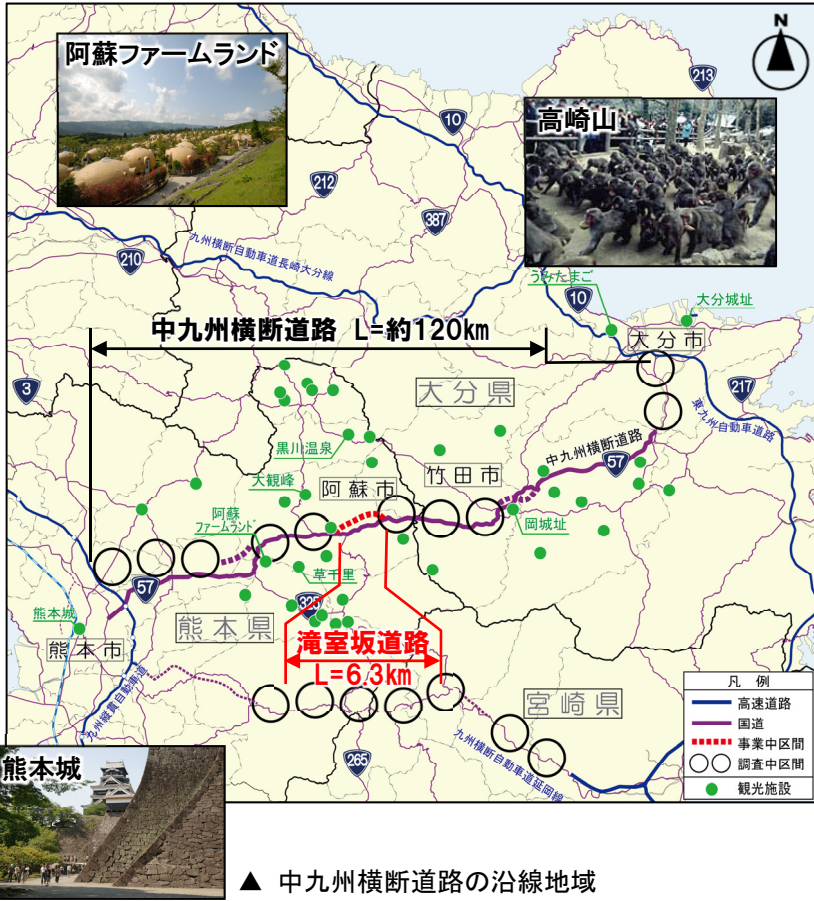 阿蘇ファームランド
N
213
10
高崎山
212
387
210
九州横断自動車道長崎大分線
うみたまご
10
大分城址
中九州横断道路 L=約120km
大分市
3
大分県
217
東九州自動車道路
黒川温泉
中九州横断道路
57
竹田市
大観峰
阿蘇市
阿蘇
ファームランド
岡城址
57
草千里
325
熊本城
熊本県
熊本市
滝室坂道路
L=6.3km
九州縦貫自動車道
宮崎県
265
九州横断自動車道延岡線
凡 例
高速道路
国道
事業中区間
調査中区間
観光施設
熊本城
▲ 中九州横断道路の沿線地域